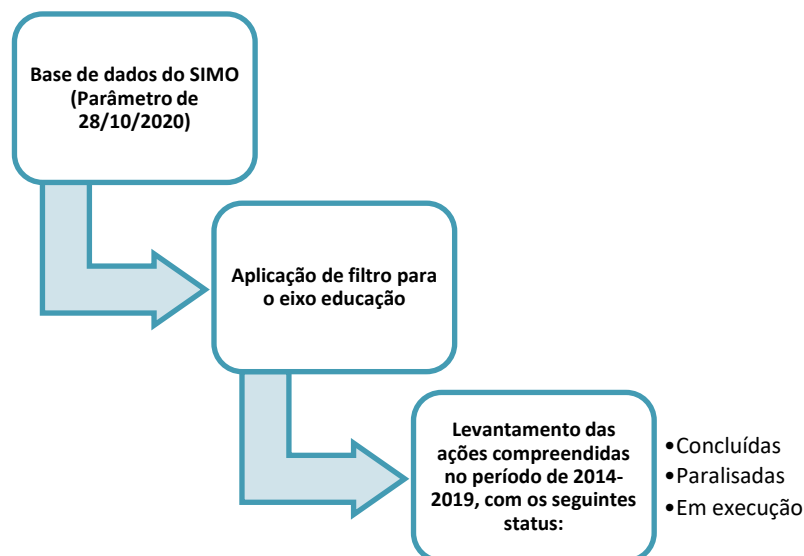 Base de dados do SIMO
(Parâmetro de
28/10/2020)
Aplicação de filtro para
o eixo educação
Levantamento das
ações compreendidas
no período de 2014-
2019, com os seguintes
status:
•Concluídas
•Paralisadas
•Em execução